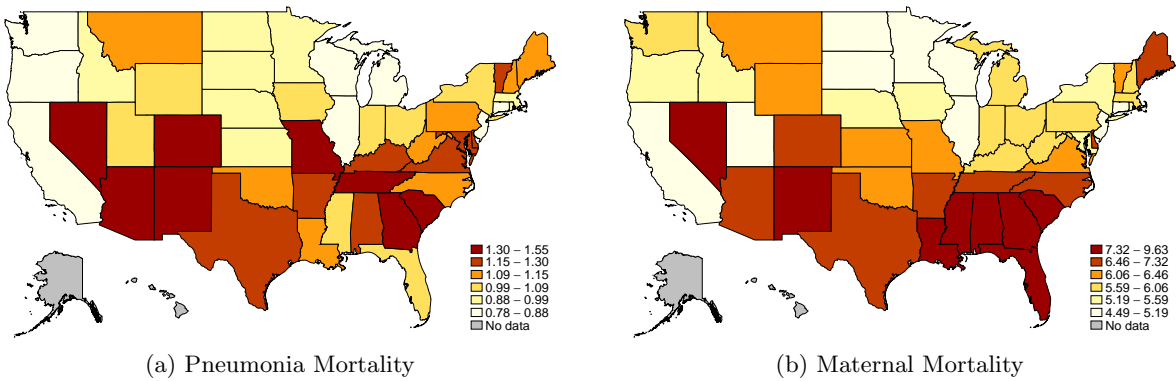 1.30 – 1.55
1.15 – 1.30
1.09 – 1.15
0.99 – 1.09
0.88 – 0.99
0.78 – 0.88
No data
(a) Pneumonia Mortality
7.32 – 9.63
6.46 – 7.32
6.06 – 6.46
5.59 – 6.06
5.19 – 5.59
4.49 – 5.19
No data
(b) Maternal Mortality